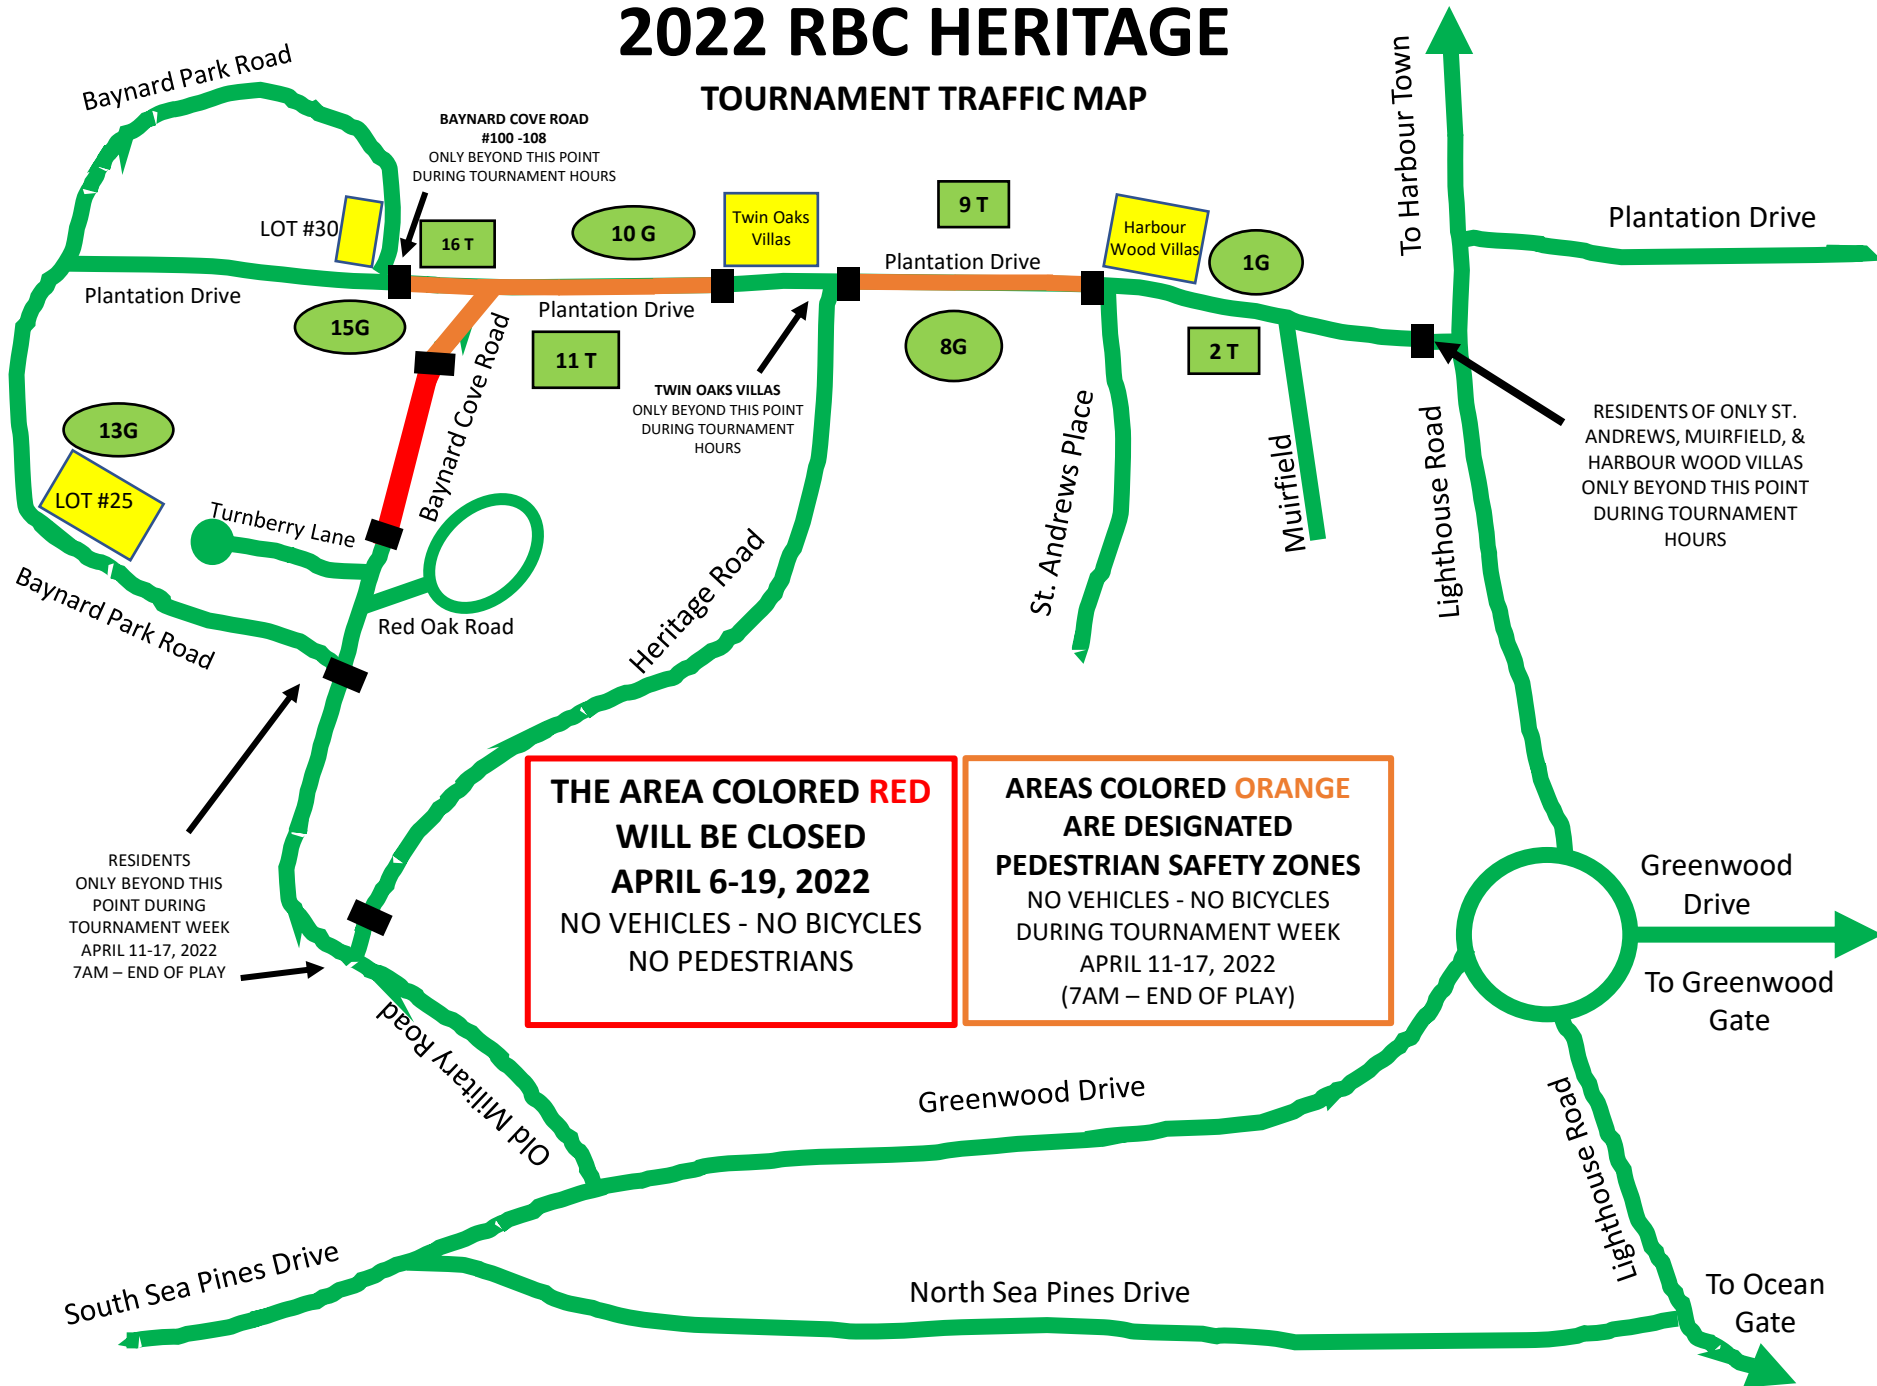 2022 RBC HERITAGE
TOURNAMENT TRAFFIC MAP
Baynard Park Road
BAYNARD COVE ROAD
#100 -108
ONLY BEYOND THIS POINT
DURING TOURNAMENT HOURS
To Harbour Town
Plantation Drive
LOT #30
16 T
10 G
Twin Oaks
Villas
9 T
Harbour
Wood Villas
1G
Plantation Drive
Plantation Drive
Plantation Drive
15G
11 T
8G
2 T
Baynard Cove Road
TWIN OAKS VILLAS
ONLY BEYOND THIS POINT
DURING TOURNAMENT
HOURS
St. Andrews Place
Muirfield
Lighthouse Road
RESIDENTS OF ONLY ST.
ANDREWS, MUIRFIELD, &
HARBOUR WOOD VILLAS
ONLY BEYOND THIS POINT
DURING TOURNAMENT
HOURS
13G
LOT #25
Turnberry Lane
Baynard Park Road
Red Oak Road
Heritage Road
RESIDENTS
ONLY BEYOND THIS
POINT DURING
TOURNAMENT WEEK
APRIL 11-17, 2022
7AM – END OF PLAY
THE AREA COLORED RED
WILL BE CLOSED
APRIL 6-19, 2022
NO VEHICLES - NO BICYCLES
NO PEDESTRIANS
AREAS COLORED ORANGE
ARE DESIGNATED
PEDESTRIAN SAFETY ZONES
NO VEHICLES - NO BICYCLES
DURING TOURNAMENT WEEK
APRIL 11-17, 2022
(7AM – END OF PLAY)
Greenwood
Drive
To Greenwood
Gate
Old Military Road
Greenwood Drive
Lighthouse Road
South Sea Pines Drive
North Sea Pines Drive
To Ocean
Gate